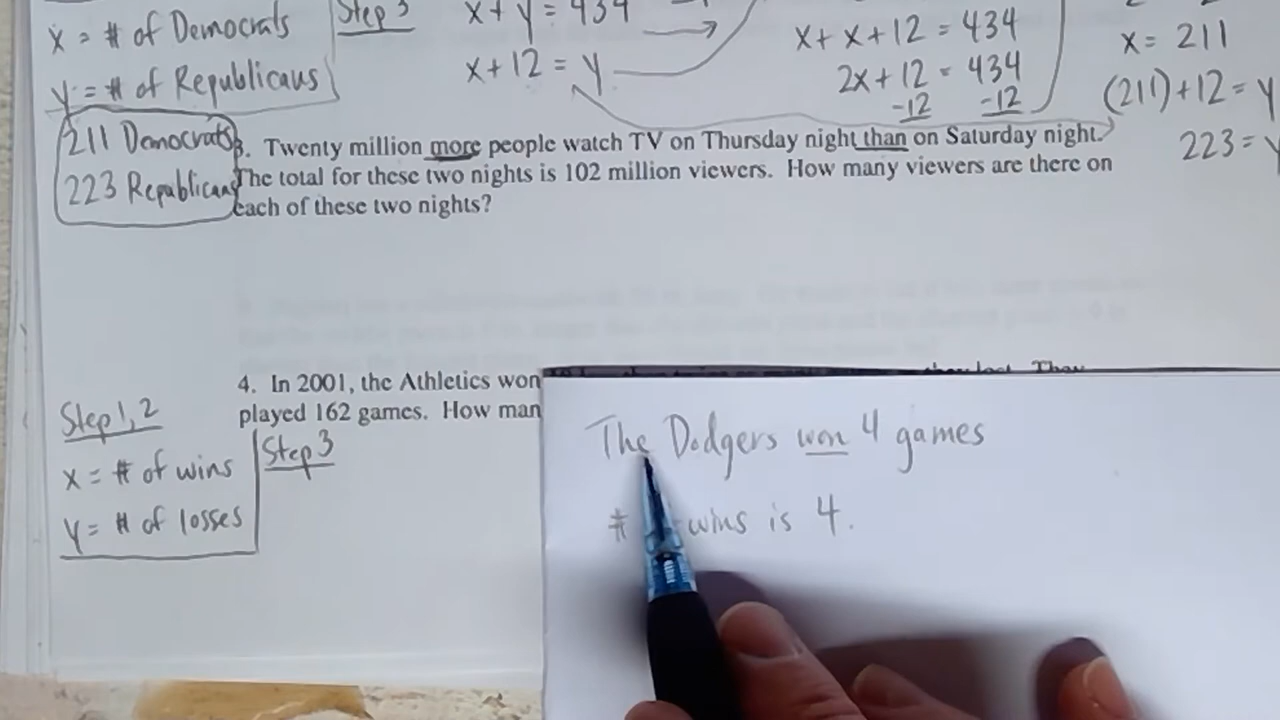 x = # of Democrats
y = # of Republicans
Step 3
x + y = 434
x + 12 = y
x + x + 12 = 434
2x + 12 = 434
-12 -12
x = 211
(211) + 12 = y
223 = y
211 Democrats
223 Republicans
3. Twenty million more people watch TV on Thursday night than on Saturday night.
The total for these two nights is 102 million viewers. How many viewers are there on
each of these two nights?
4. In 2001, the Athletics won they lost. They
played 162 games. How man
Step 1, 2
x = # of wins
y = # of losses
Step 3
The Dodgers won 4 games
# wins is 4.